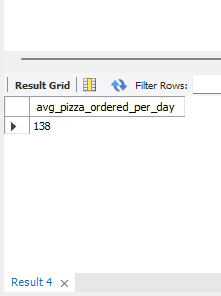 Result Grid Filter Rows:
avg_pizza_ordered_per_day
138
Result 4 ×